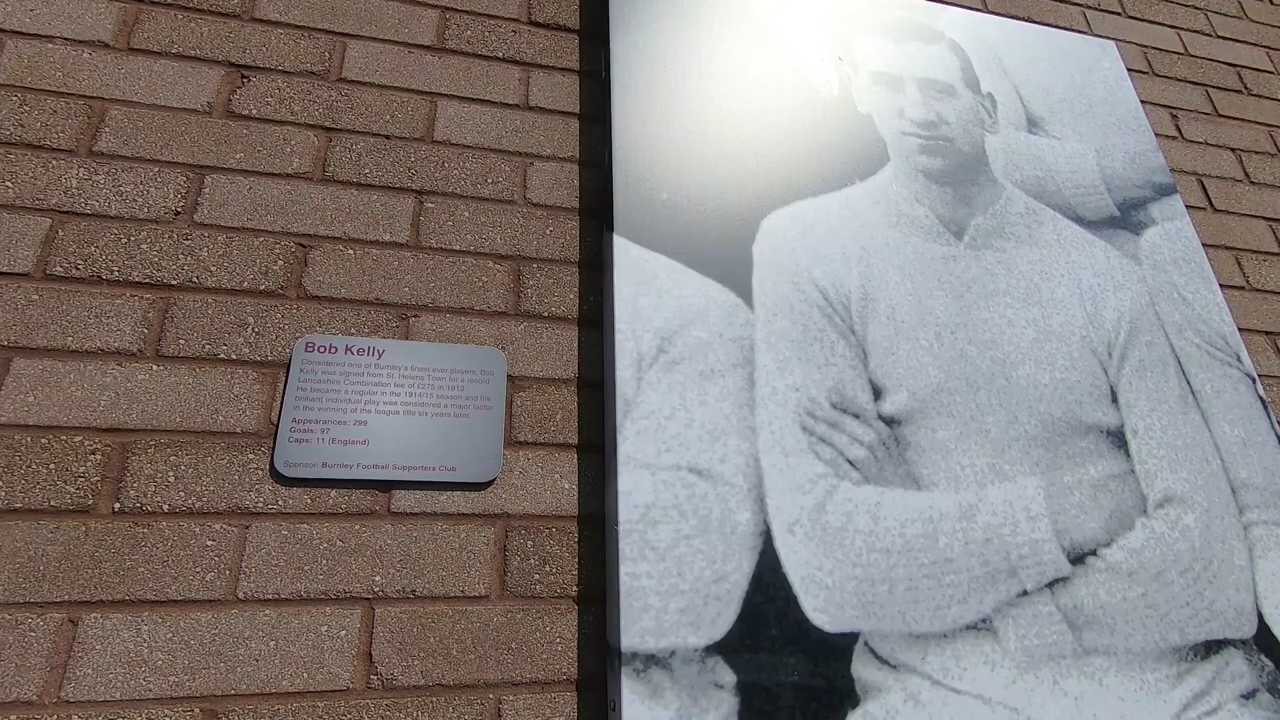 Bob Kelly
Considered one of Burnley's finest ever players, Bob
Kelly was signed from St. Helens Town for a record
Lancashire Combination fee of £275 in 1913.
He became a regular in the 1914/15 season and his
brilliant individual play was considered a major factor
in the winning of the league title six years later.
Appearances: 299
Goals: 97
Caps: 11 (England)
Sponsor: Burnley Football Supporters Club